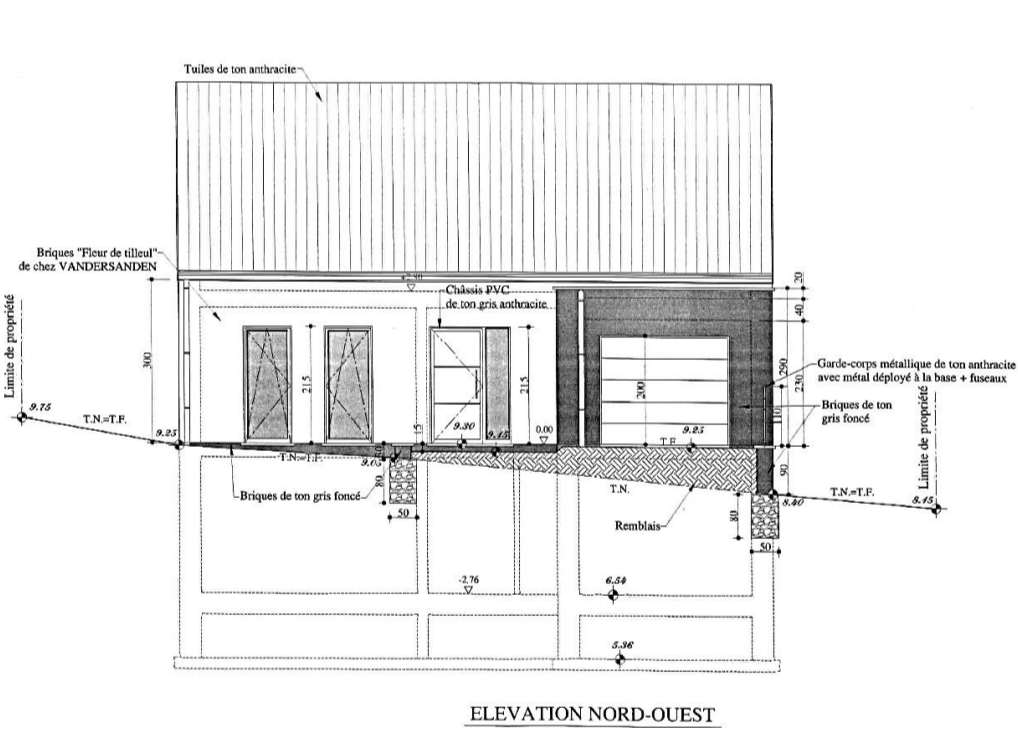 Tuiles de ton anthracite
Briques "Fleur de tilleul"
de chez VANDERSANDEN
Châssis PVC
de ton gris anthracite
20
40
Limite de propriété
300
215
215
200
290
230
110
Garde-corps métallique de ton anthracite
avec métal déployé à la base + fuseaux
Briques de ton
gris foncé
Limite de propriété
9.75
T.N.=T.F.
9.25
9.30
9.15
0.00
9.25
T.F.
T.N.=T.F.
9.05
15
80
50
Briques de ton gris foncé
T.N.
Remblais
90
80
50
8.40
T.N.=T.F.
8.15
-2.76
6.54
5.36
ELEVATION NORD-OUEST